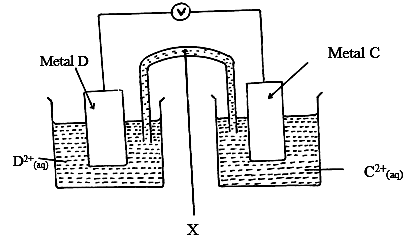 V
Metal D
Metal C
D2+(aq)
C2+(aq)
X